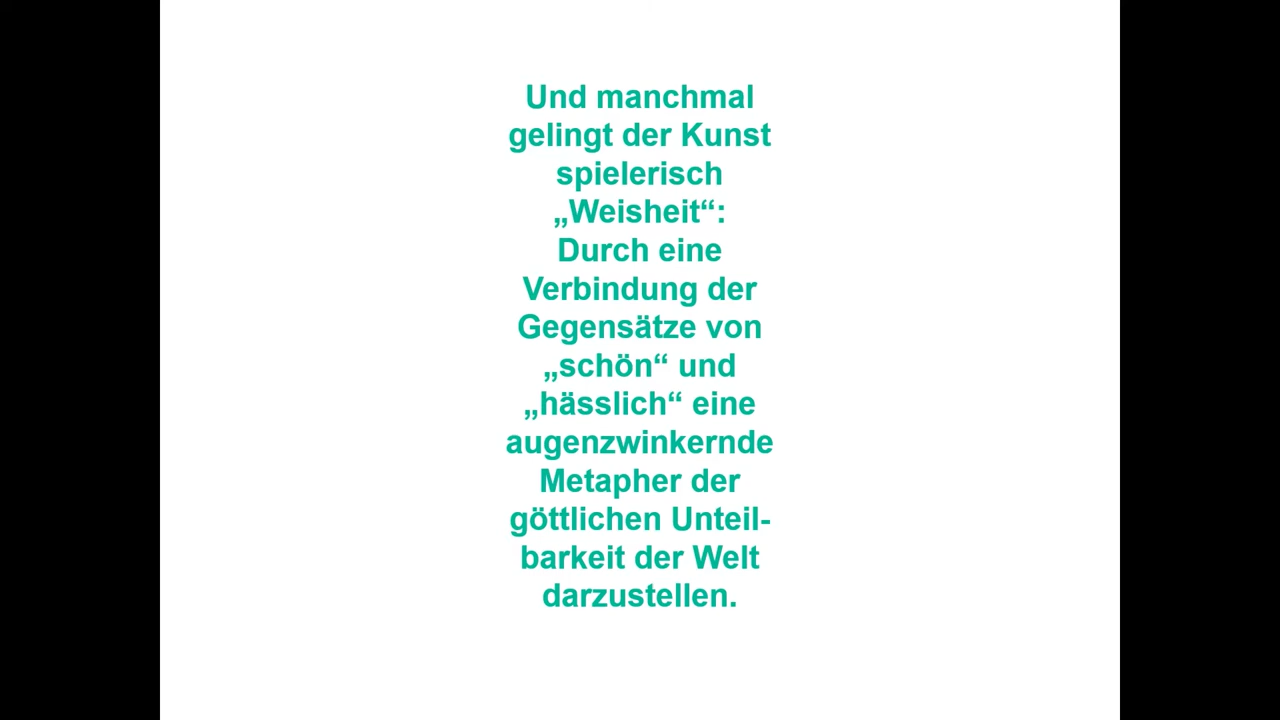 Und manchmal
gelingt der Kunst
spielerisch
„Weisheit“:
Durch eine
Verbindung der
Gegensätze von
„schön“ und
„hässlich“ eine
augenzwinkernde
Metapher der
göttlichen Unteil-
barkeit der Welt
darzustellen.